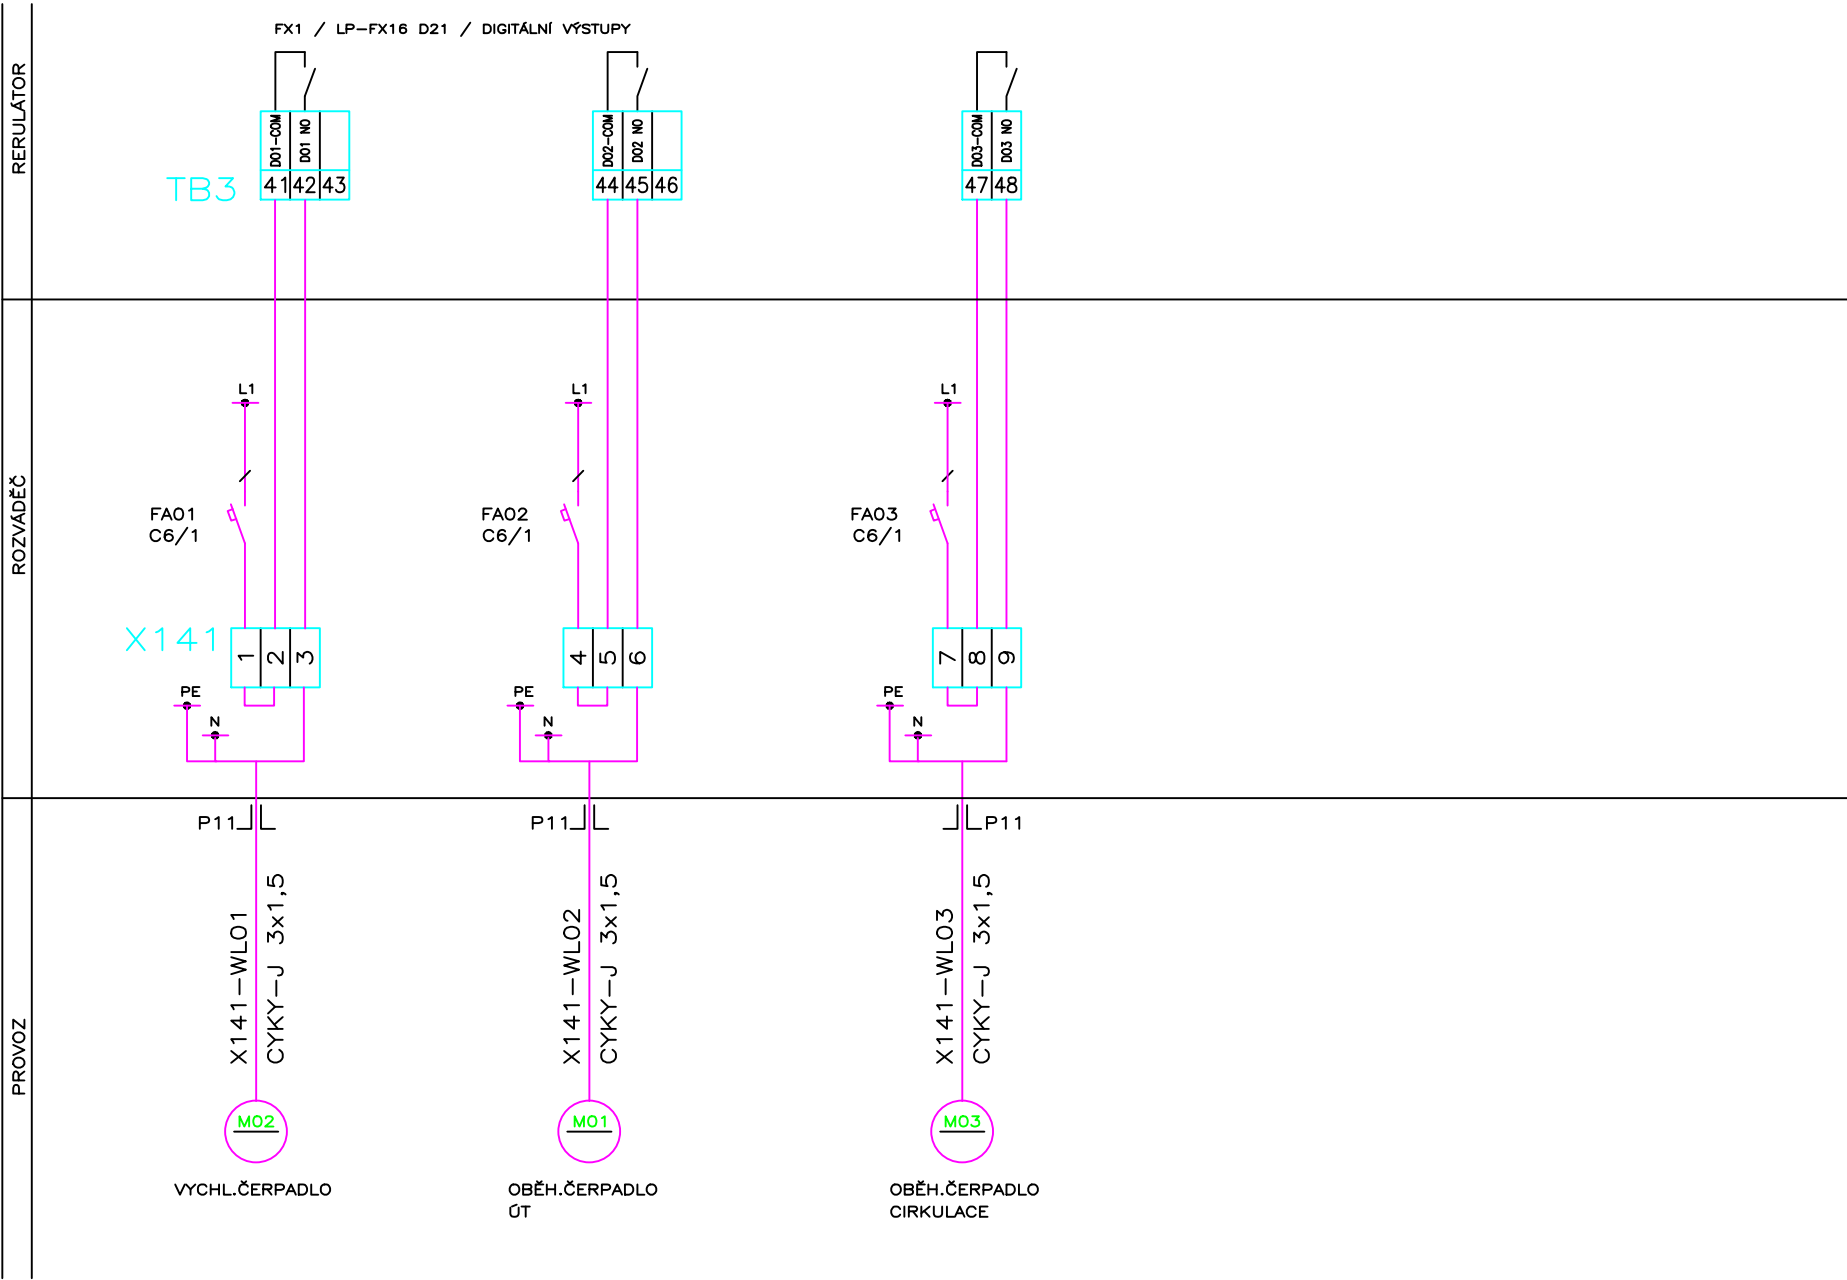 FX1 / LP-FX16 D21 / DIGITÁLNÍ VÝSTUPY
RERULÁTOR
DO1-COM
DO1 NO
DO2-COM
DO2 NO
DO3-COM
DO3 NO
TB3
41 42 43
44 45 46
47 48
ROZVÁDĚČ
L1
L1
L1
FA01
C6/1
FA02
C6/1
FA03
C6/1
X141
1 2 3
4 5 6
7 8 9
PE
N
PE
N
PE
N
PROVOZ
P11
P11
P11
X141-WL01
CYKY-J 3x1,5
X141-WL02
CYKY-J 3x1,5
X141-WL03
CYKY-J 3x1,5
M02
M01
M03
VYCHL.ČERPADLO
OBĚH.ČERPADLO
ÚT
OBĚH.ČERPADLO
CIRKULACE